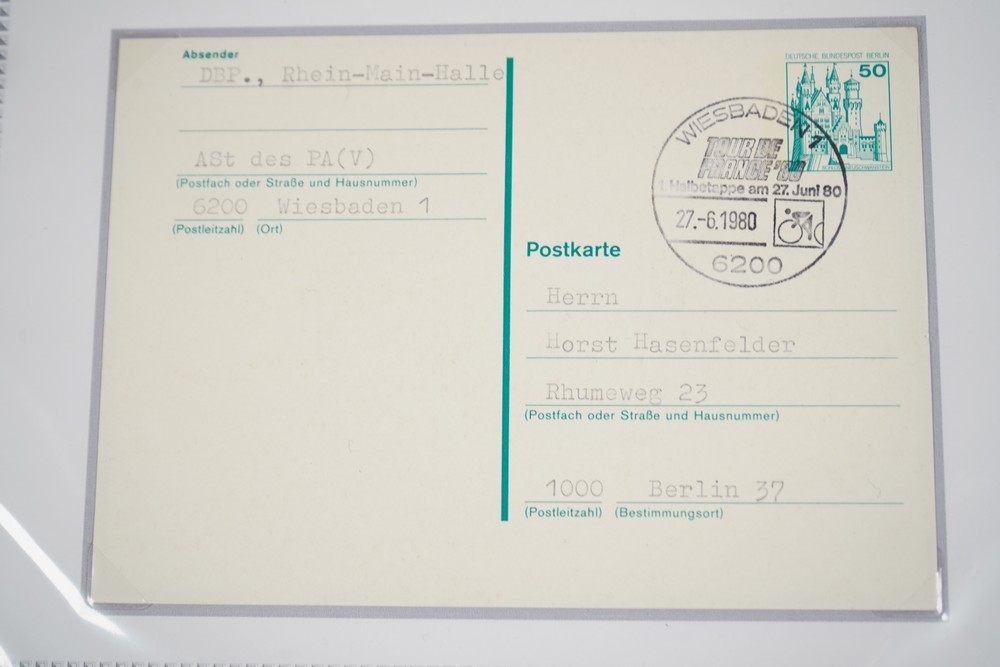 Absender
DBP., Rhein-Main-Halle
ASt des PA(V)
(Postfach oder Straße und Hausnummer)
6200 Wiesbaden 1
(Postleitzahl) (Ort)
DEUTSCHE BUNDESPOST BERLIN
50
WIESBADEN 1
TOUR DE
FRANCE '80
1. Halbetappe am 27. Juni 80
27.-6.1980
6200
Postkarte
Herrn
Horst Hasenfelder
Rhumeweg 23
(Postfach oder Straße und Hausnummer)
1000 Berlin 37
(Postleitzahl) (Bestimmungsort)